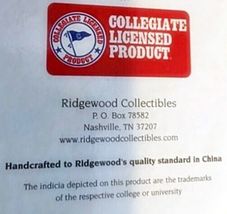 COLLEGIATE LICENSED PRODUCT
COLLEGIATE
LICENSED
PRODUCT
Ridgewood Collectibles
P. O. Box 78582
Nashville, TN 37207
www.ridgewoodcollectibles.com
Handcrafted to Ridgewood's quality standard in China
The indicia depicted on this product are the trademarks
of the respective college or university